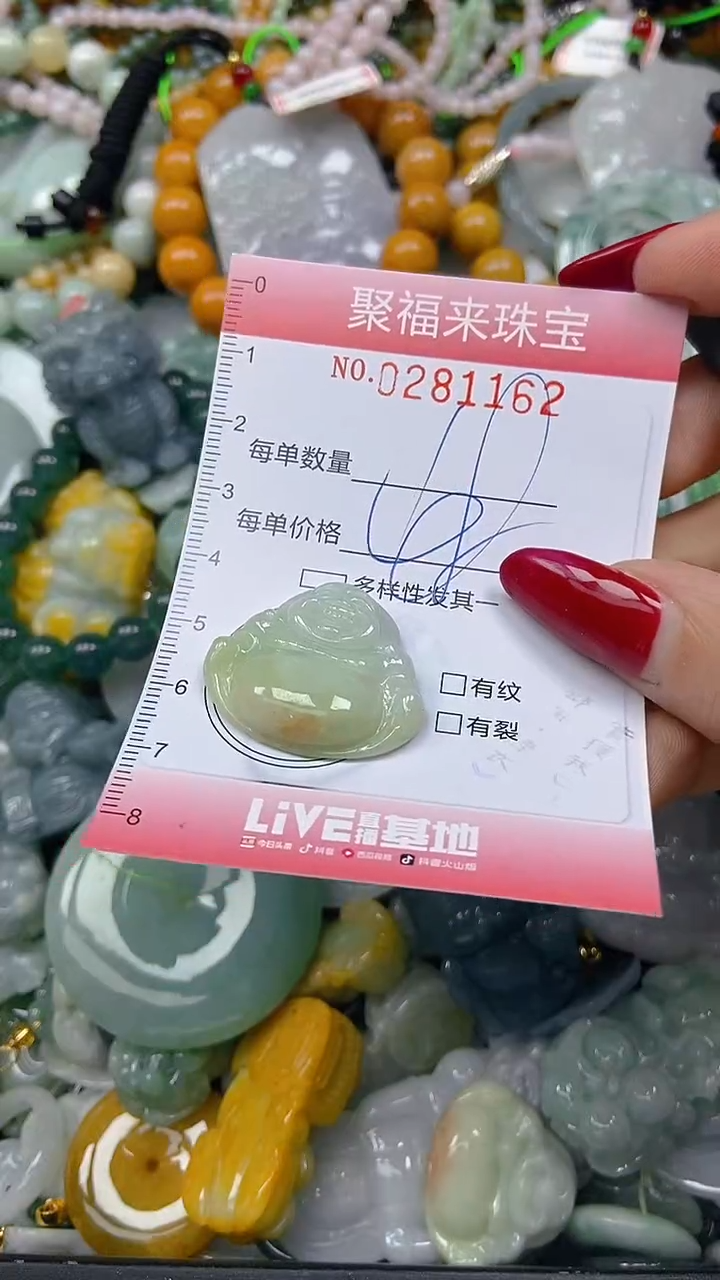 0
聚福来珠宝
1
NO.0281162
2
每单数量
3
每单价格
4
多样性发其一
5
6
有纹
有裂
7
8
LiVE直播基地
今日头条 抖音 西瓜视频 抖音火山版